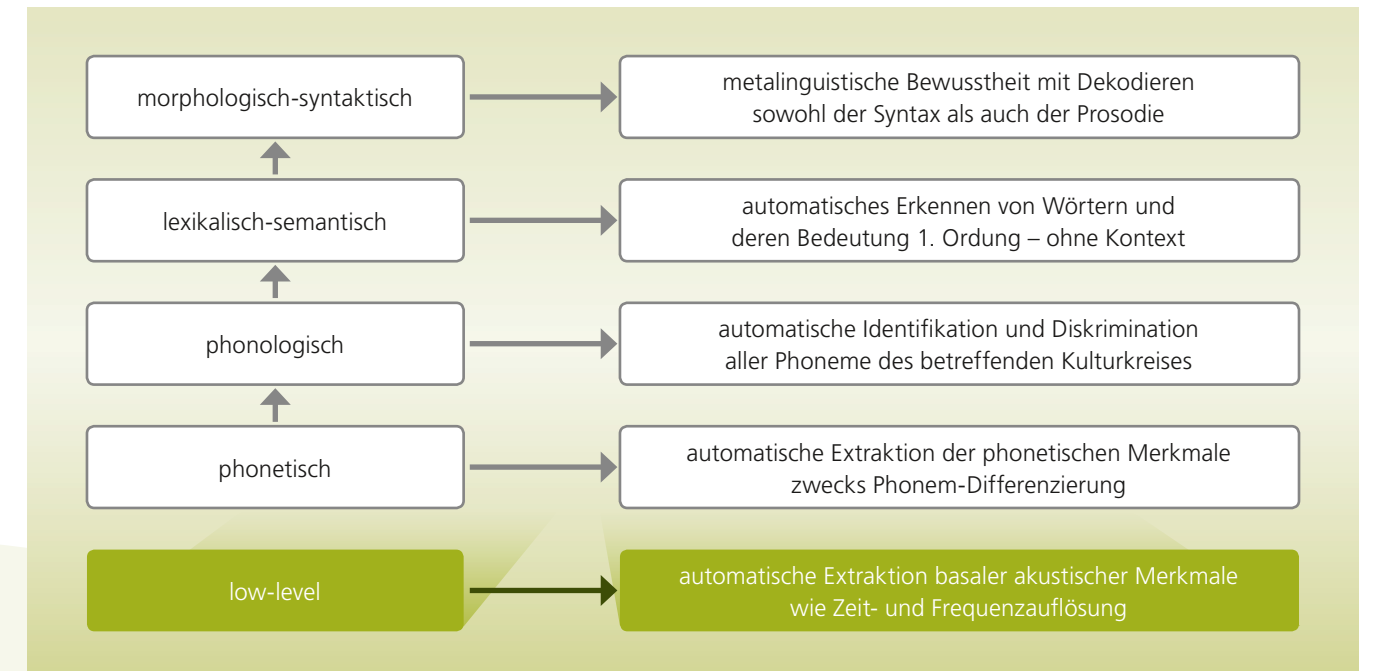 morphologisch-syntaktisch
metalinguistische Bewusstheit mit Dekodieren
sowohl der Syntax als auch der Prosodie
lexikalisch-semantisch
automatisches Erkennen von Wörtern und
deren Bedeutung 1. Ordung – ohne Kontext
phonologisch
automatische Identifikation und Diskrimination
aller Phoneme des betreffenden Kulturkreises
phonetisch
automatische Extraktion der phonetischen Merkmale
zwecks Phonem-Differenzierung
low-level
automatische Extraktion basaler akustischer Merkmale
wie Zeit- und Frequenzauflösung